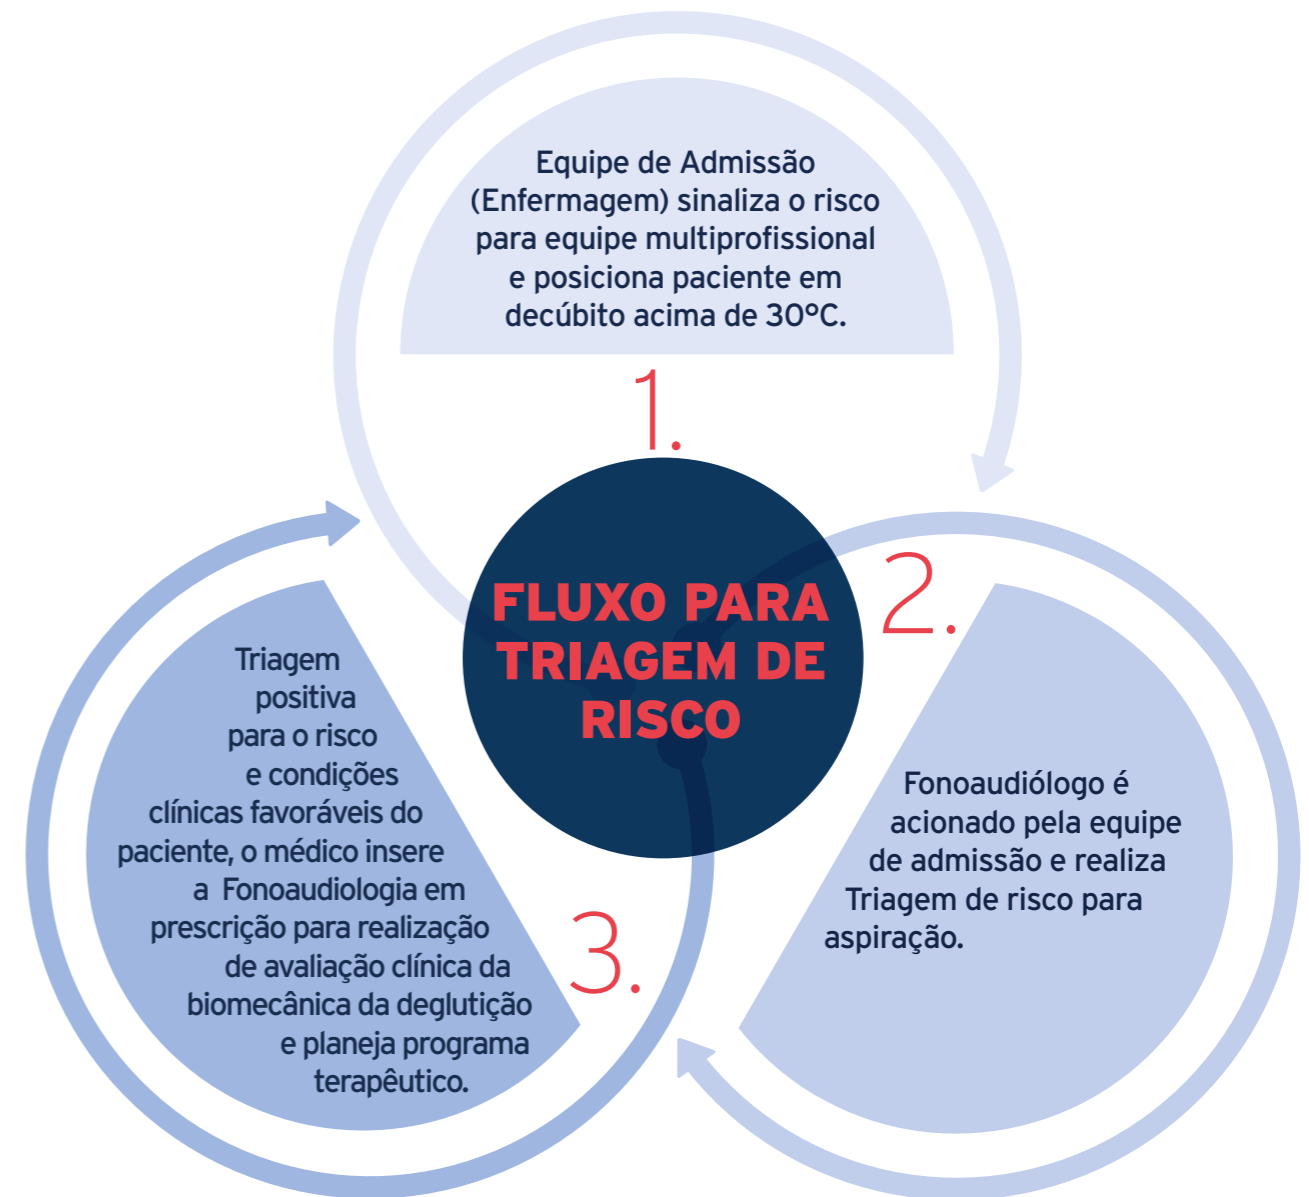 Equipe de Admissão
(Enfermagem) sinaliza o risco
para equipe multiprofissional
e posiciona paciente em
decúbito acima de 30°C.
1.
FLUXO PARA
TRIAGEM DE
RISCO
2.
Fonoaudiólogo é
acionado pela equipe
de admissão e realiza
Triagem de risco para
aspiração.
3.
Triagem
positiva
para o risco
e condições
clínicas favoráveis do
paciente, o médico insere
a Fonoaudiologia em
prescrição para realização
de avaliação clínica da
biomecânica da deglutição
e planeja programa
terapêutico.